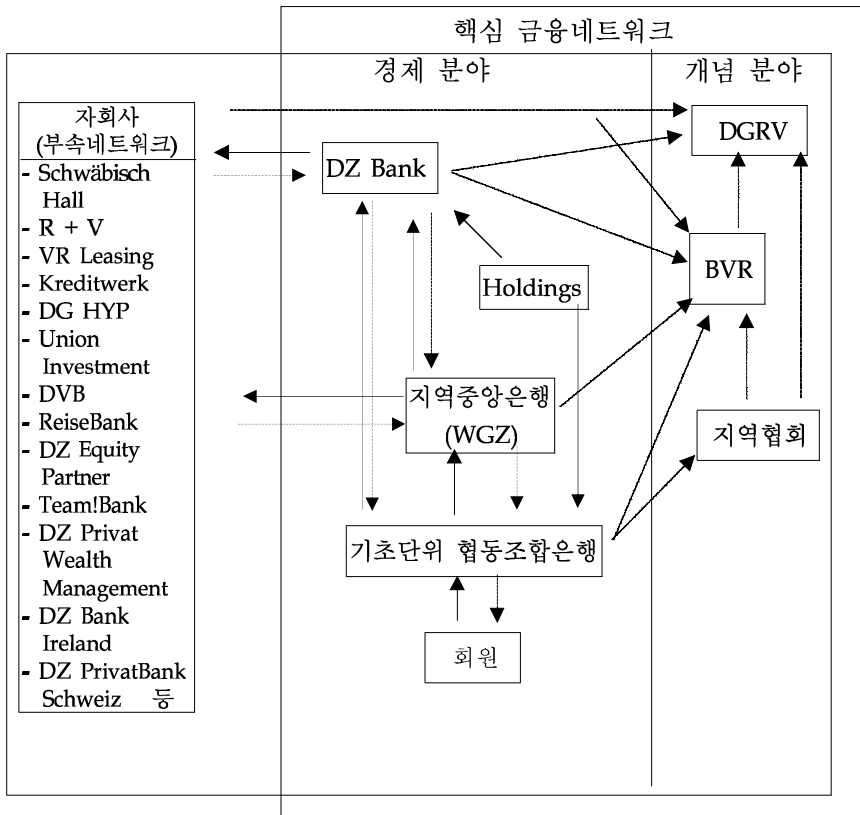 핵심 금융네트워크
경제 분야
개념 분야
자회사
(부속네트워크)
- Schwäbisch
Hall
- R + V
- VR Leasing
- Kreditwerk
- DG HYP
- Union
Investment
- DVB
- ReiseBank
- DZ Equity
Partner
- Team!Bank
- DZ Privat
Wealth
Management
- DZ Bank
Ireland
- DZ PrivatBank
Schweiz 등
DZ Bank
Holdings
지역중앙은행
(WGZ)
기초단위 협동조합은행
회원
DGRV
BVR
지역협회